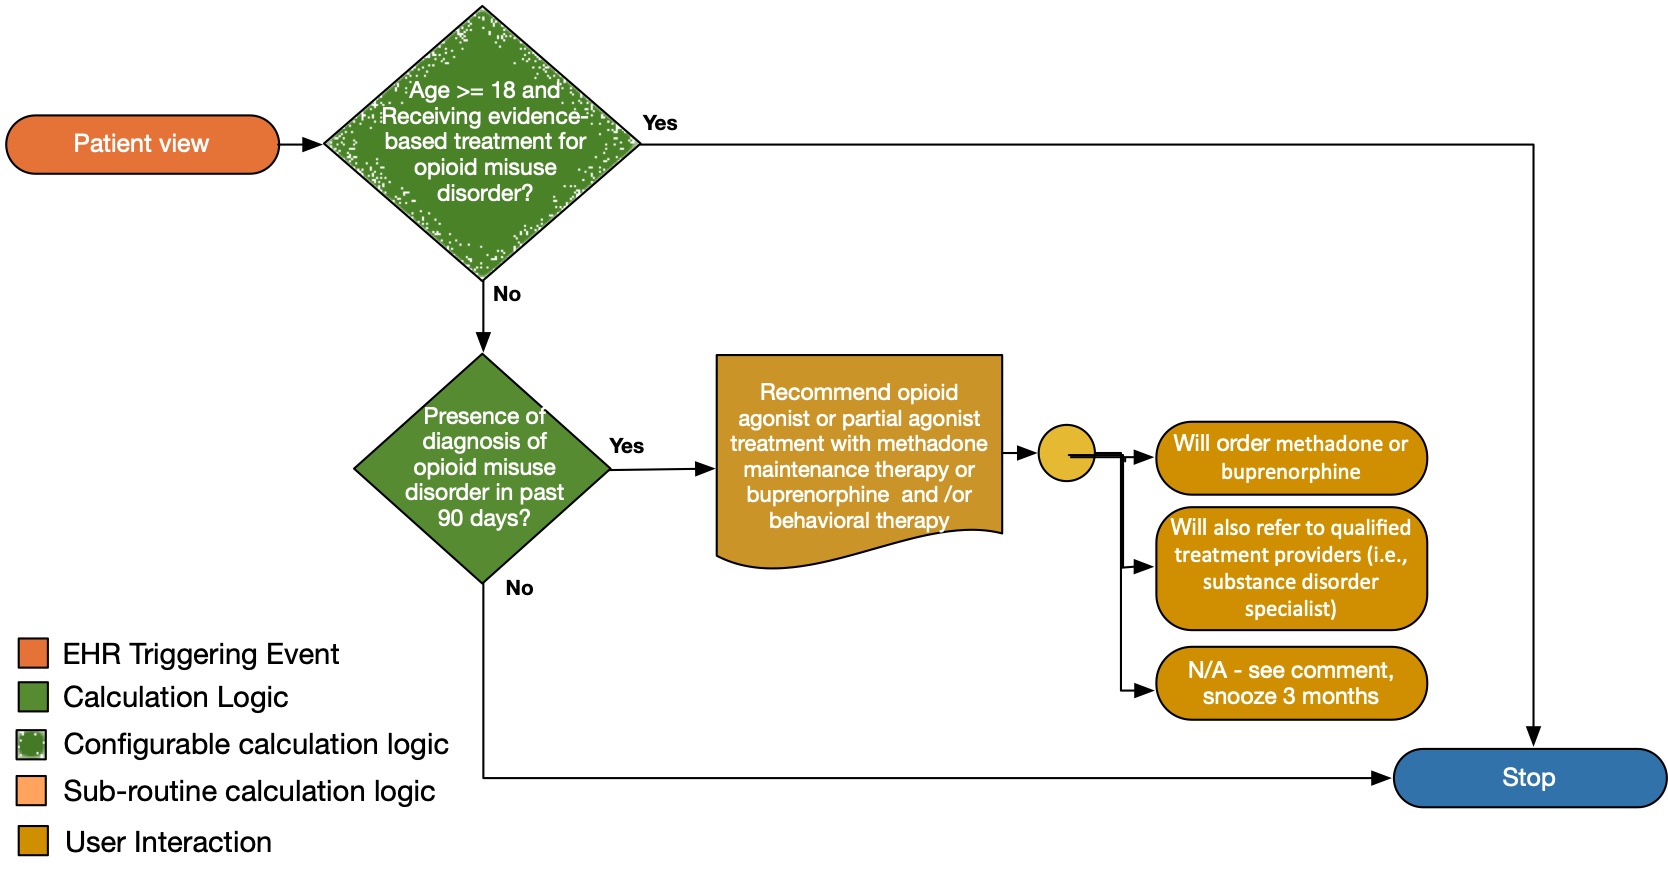 Patient view
Age >= 18 and
Receiving evidence-
based treatment for
opioid misuse
disorder?
Yes
No
Presence of
diagnosis of
opioid misuse
disorder in past
90 days?
Yes
No
Recommend opioid
agonist or partial agonist
treatment with methadone
maintenance therapy or
buprenorphine and /or
behavioral therapy
Will order methadone or
buprenorphine
Will also refer to qualified
treatment providers (i.e.,
substance disorder
specialist)
N/A - see comment,
snooze 3 months
Stop
EHR Triggering Event
Calculation Logic
Configurable calculation logic
Sub-routine calculation logic
User Interaction